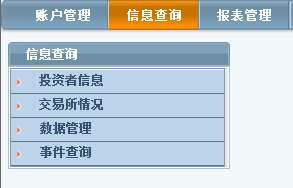 账户管理 信息查询 报表管理
信息查询
投资者信息
交易所情况
数据管理
事件查询